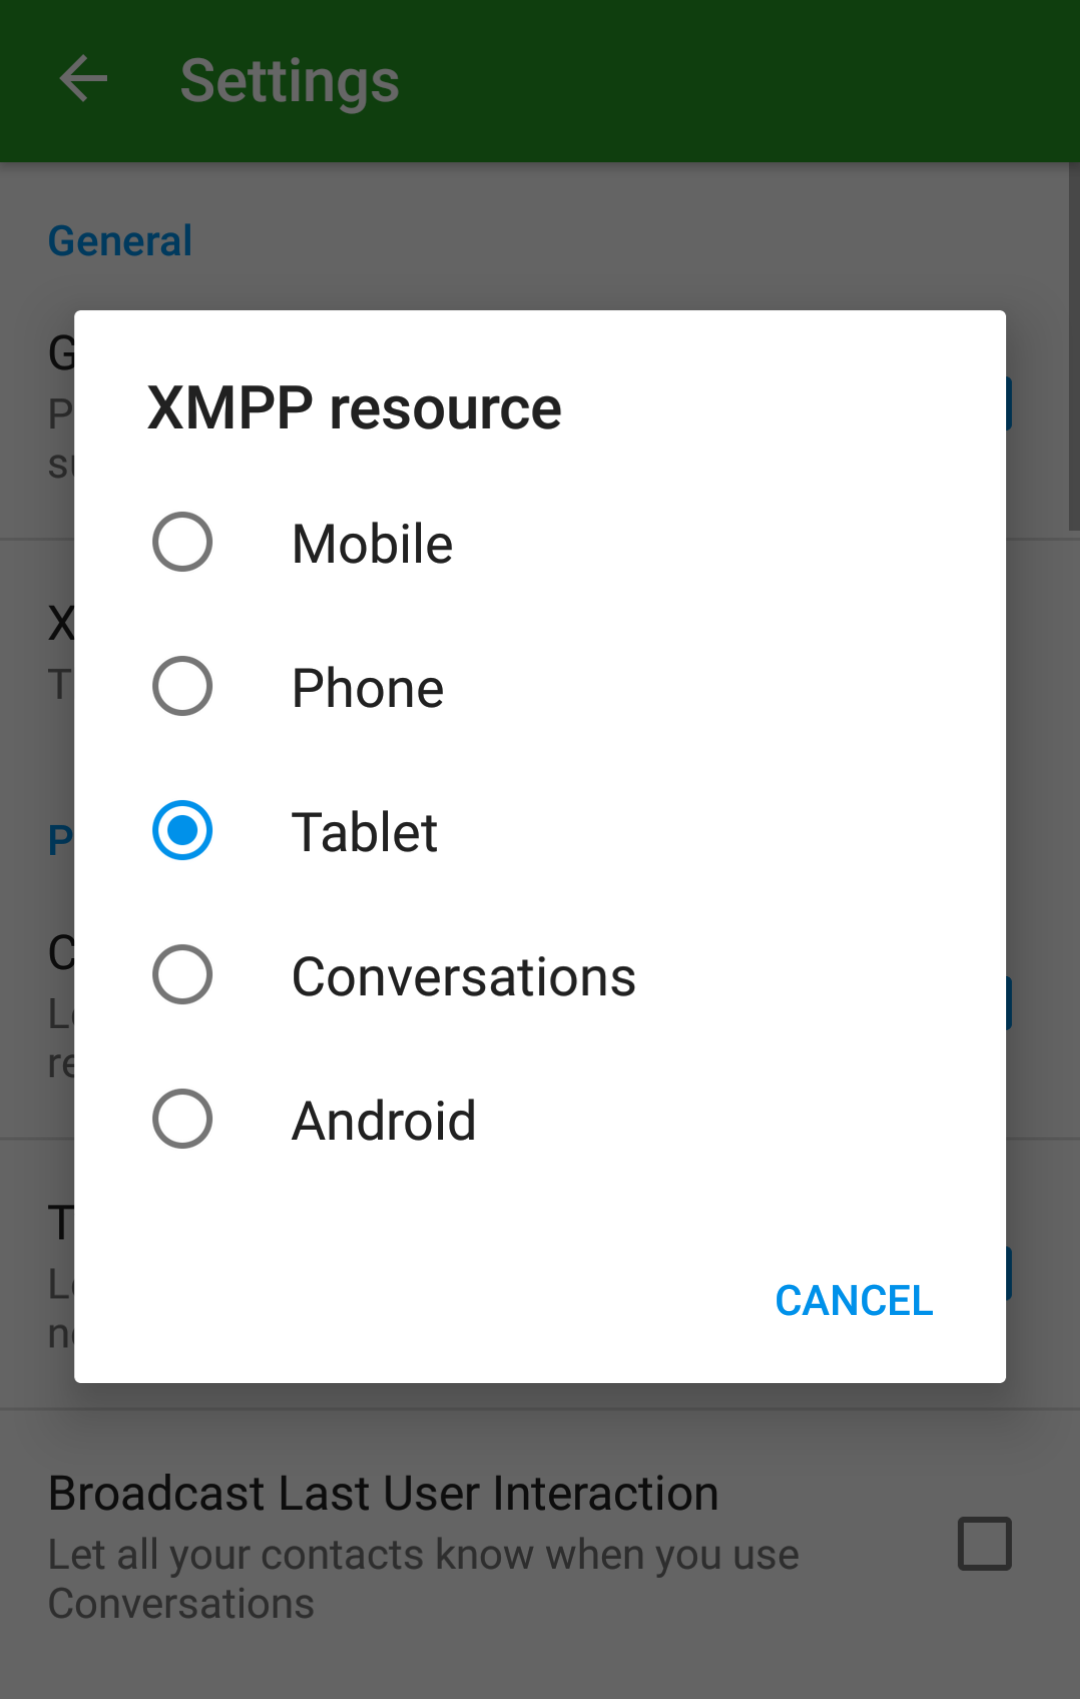 Settings
General
XMPP resource
Mobile
Phone
Tablet
Conversations
Android
CANCEL
Broadcast Last User Interaction
Let all your contacts know when you use
Conversations